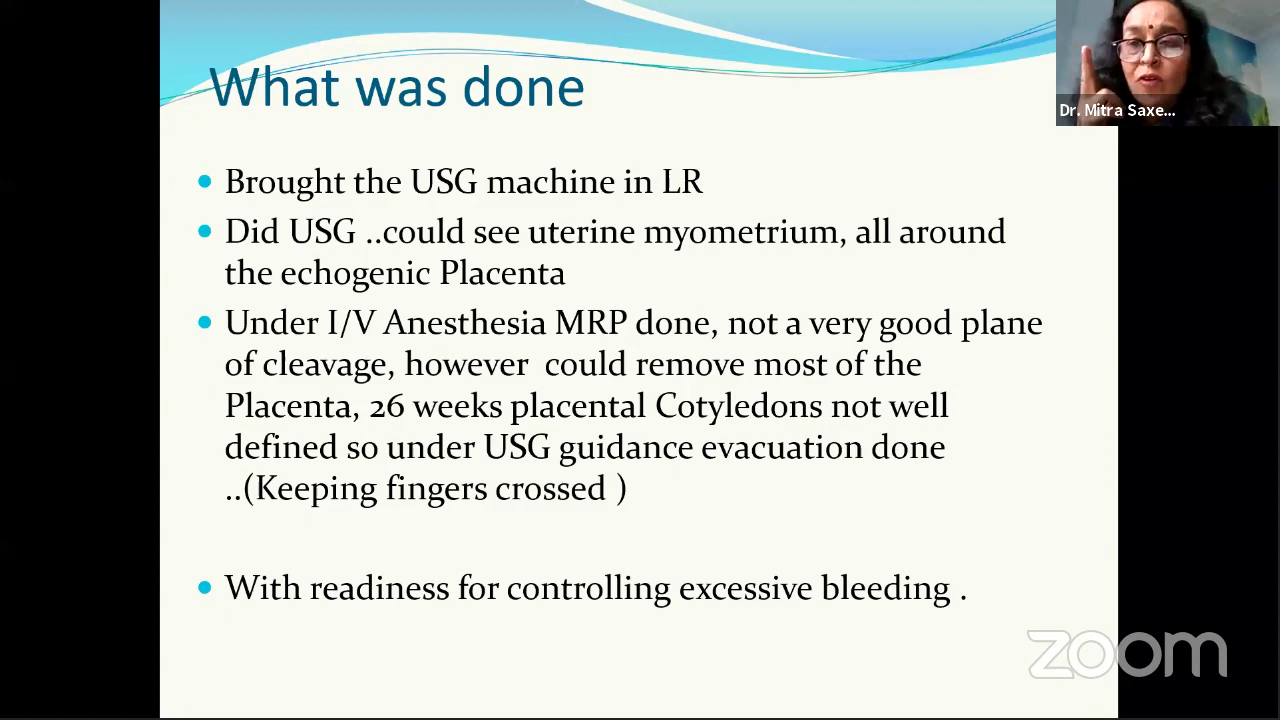 What was done
Dr. Mitra Saxe...
Brought the USG machine in LR
Did USG ..could see uterine myometrium, all around
the echogenic Placenta
Under I/V Anesthesia MRP done, not a very good plane
of cleavage, however could remove most of the
Placenta, 26 weeks placental Cotyledons not well
defined so under USG guidance evacuation done
..(Keeping fingers crossed )
With readiness for controlling excessive bleeding .
zoom